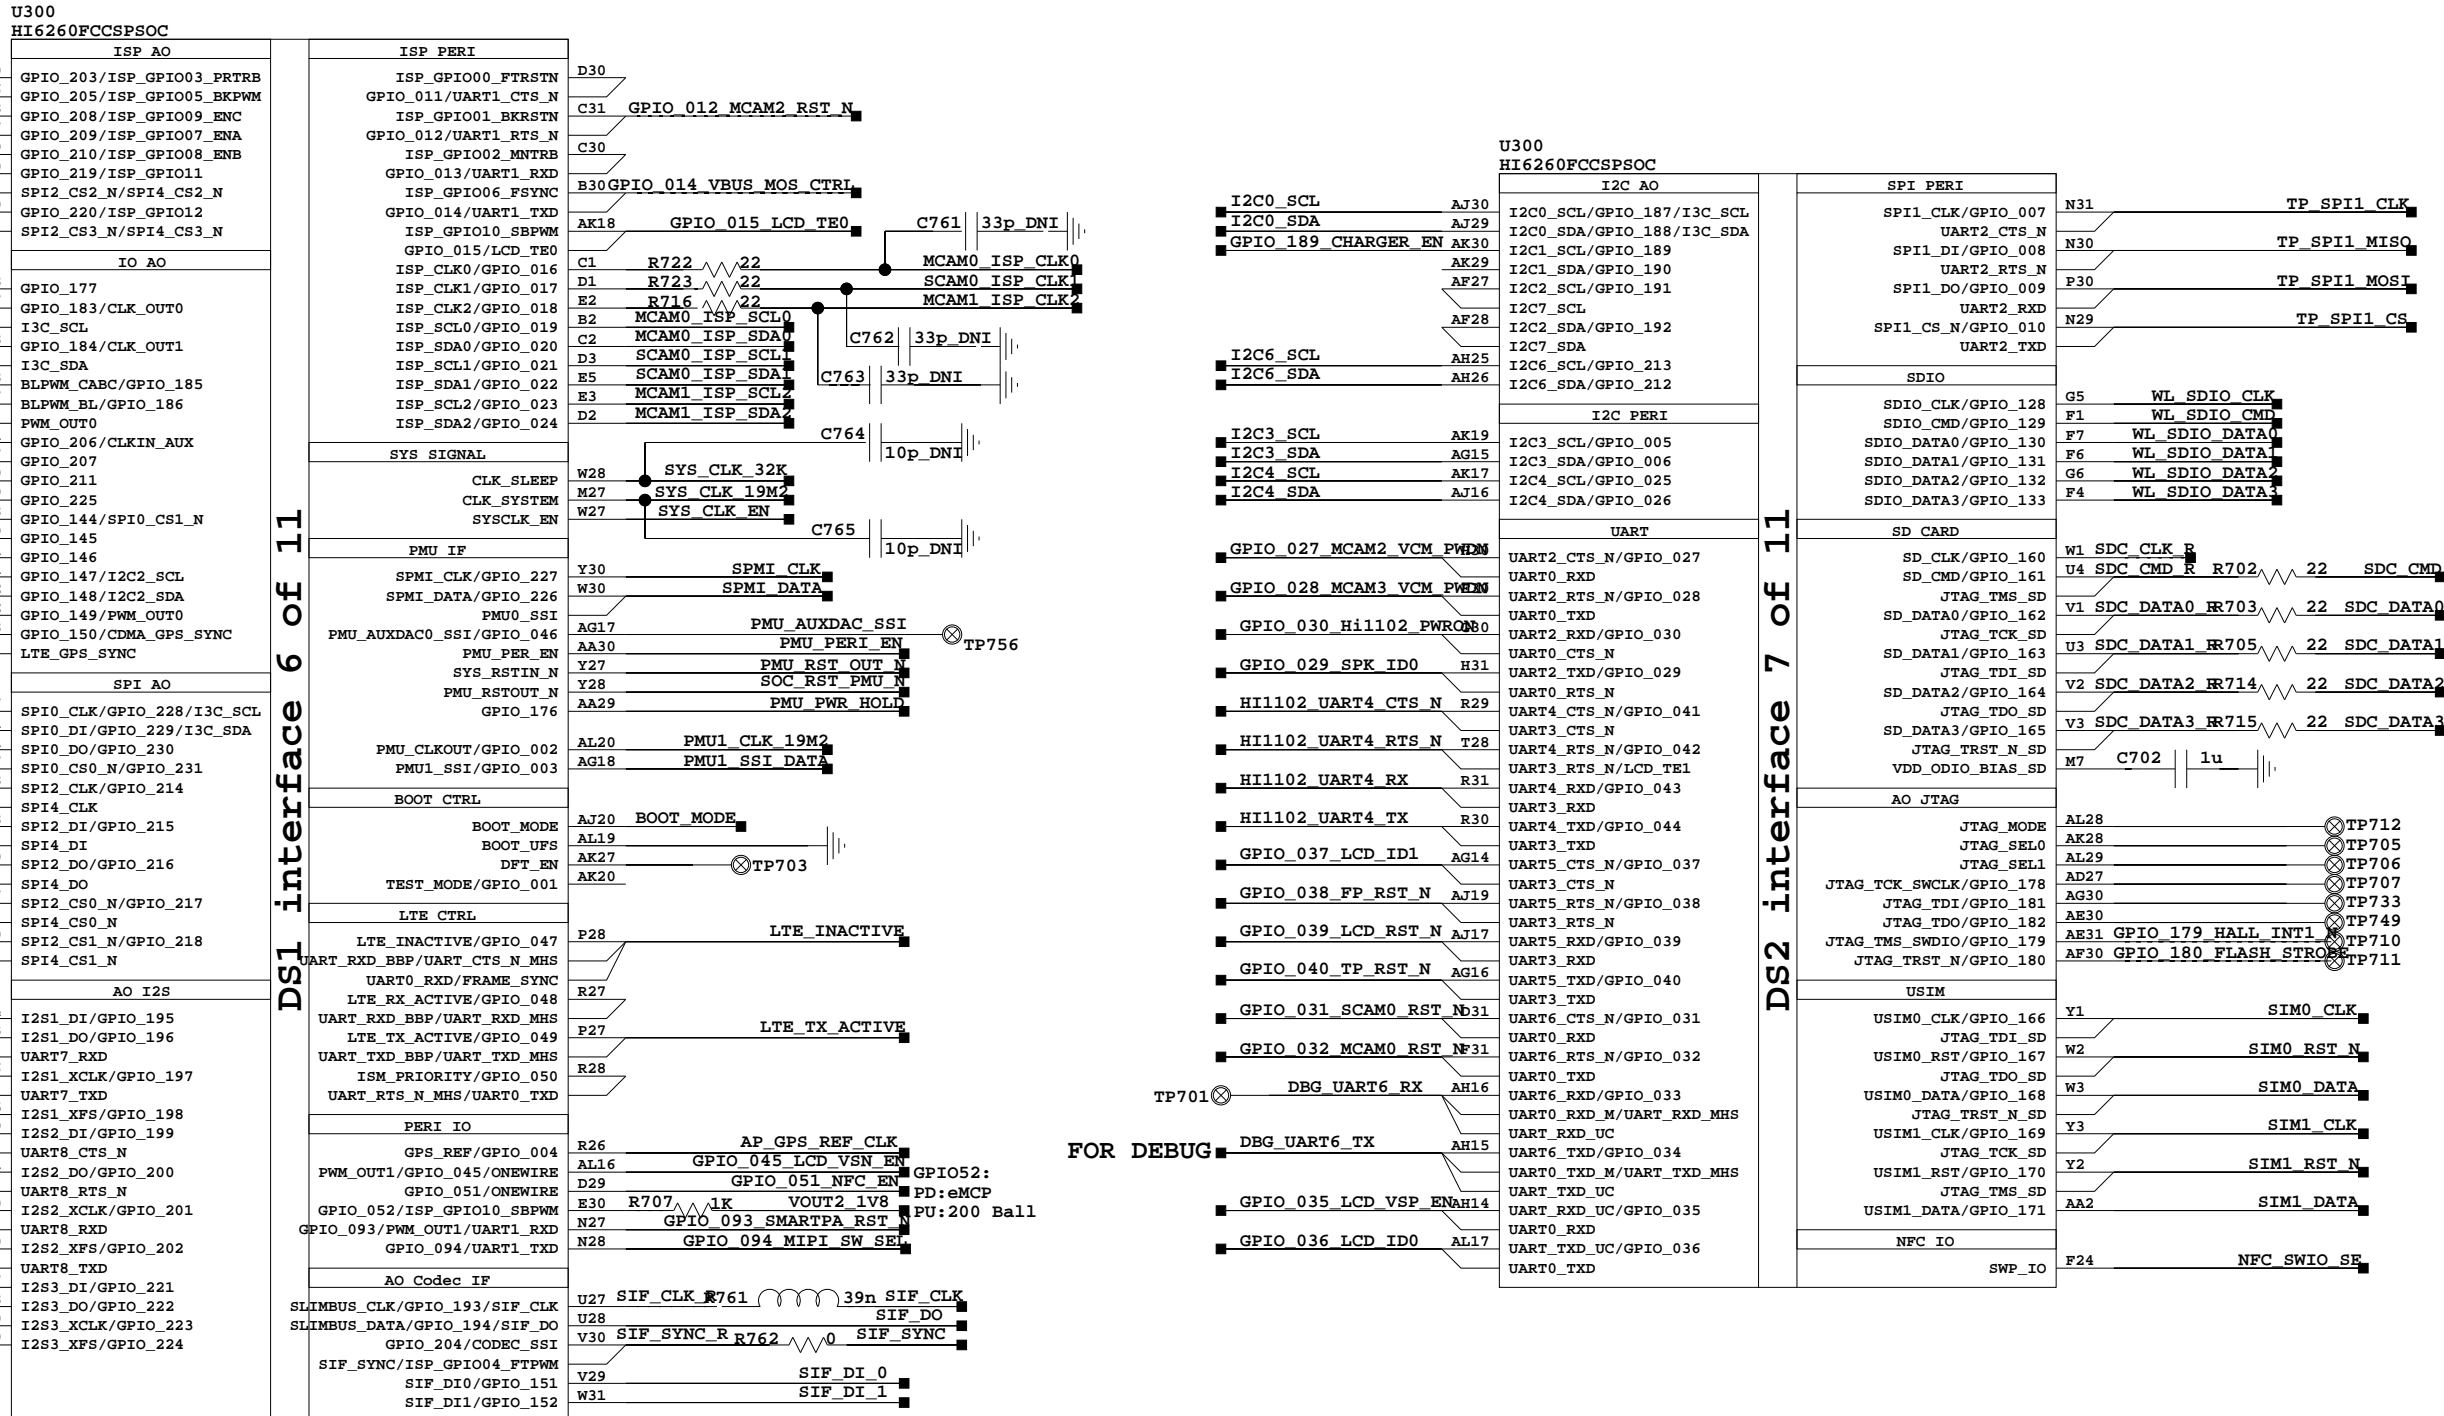 U300
HI6260FCCSPSOC
ISP AO
GPIO_203/ISP_GPIO03_PRTRB
GPIO_205/ISP_GPIO05_BKPWM
GPIO_208/ISP_GPIO09_ENC
GPIO_209/ISP_GPIO07_ENA
GPIO_210/ISP_GPIO08_ENB
GPIO_219/ISP_GPIO11
SPI2_CS2_N/SPI4_CS2_N
GPIO_220/ISP_GPIO12
SPI2_CS3_N/SPI4_CS3_N
IO AO
GPIO_177
GPIO_183/CLK_OUT0
I3C_SCL
GPIO_184/CLK_OUT1
I3C_SDA
BLPWM_CABC/GPIO_185
BLPWM_BL/GPIO_186
PWM_OUT0
GPIO_206/CLKIN_AUX
GPIO_207
GPIO_211
GPIO_225
GPIO_144/SPI0_CS1_N
GPIO_145
GPIO_146
GPIO_147/I2C2_SCL
GPIO_148/I2C2_SDA
GPIO_149/PWM_OUT0
GPIO_150/CDMA_GPS_SYNC
LTE_GPS_SYNC
SPI AO
SPI0_CLK/GPIO_228/I3C_SCL
SPI0_DI/GPIO_229/I3C_SDA
SPI0_DO/GPIO_230
SPI0_CS0_N/GPIO_231
SPI2_CLK/GPIO_214
SPI4_CLK
SPI2_DI/GPIO_215
SPI4_DI
SPI2_DO/GPIO_216
SPI4_DO
SPI2_CS0_N/GPIO_217
SPI4_CS0_N
SPI2_CS1_N/GPIO_218
SPI4_CS1_N
AO I2S
I2S1_DI/GPIO_195
I2S1_DO/GPIO_196
UART7_RXD
I2S1_XCLK/GPIO_197
UART7_TXD
I2S1_XFS/GPIO_198
I2S2_DI/GPIO_199
UART8_CTS_N
I2S2_DO/GPIO_200
UART8_RTS_N
I2S2_XCLK/GPIO_201
UART8_RXD
I2S2_XFS/GPIO_202
UART8_TXD
I2S3_DI/GPIO_221
I2S3_DO/GPIO_222
I2S3_XCLK/GPIO_223
I2S3_XFS/GPIO_224
DS1 interface 6 of 11
ISP PERI
ISP_GPIO00_FTRSTN D30
GPIO_011/UART1_CTS_N
ISP_GPIO01_BKRSTN C31 GPIO_012_MCAM2_RST_N
GPIO_012/UART1_RTS_N
ISP_GPIO02_MNTRB C30
GPIO_013/UART1_RXD
ISP_GPIO06_FSYNC B30 GPIO_014_VBUS_MOS_CTRL
GPIO_014/UART1_TXD
ISP_GPIO10_SBPWM AK18 GPIO_015_LCD_TE0 C761 33p_DNI
GPIO_015/LCD_TE0
ISP_CLK0/GPIO_016 C1 R722 22 MCAM0_ISP_CLK0
ISP_CLK1/GPIO_017 D1 R723 22 SCAM0_ISP_CLK1
ISP_CLK2/GPIO_018 E2 R716 22 MCAM1_ISP_CLK2
ISP_SCL0/GPIO_019 B2 MCAM0_ISP_SCL0
ISP_SDA0/GPIO_020 C2 MCAM0_ISP_SDA0 C762 33p_DNI
ISP_SCL1/GPIO_021 D3 SCAM0_ISP_SCL1
ISP_SDA1/GPIO_022 E5 SCAM0_ISP_SDA1 C763 33p_DNI
ISP_SCL2/GPIO_023 E3 MCAM1_ISP_SCL2
ISP_SDA2/GPIO_024 D2 MCAM1_ISP_SDA2
C764 10p_DNI
SYS SIGNAL
CLK_SLEEP W28 SYS_CLK_32K
CLK_SYSTEM M27 SYS_CLK_19M2
SYSCLK_EN W27 SYS_CLK_EN
C765 10p_DNI
PMU IF
SPMI_CLK/GPIO_227 Y30 SPMI_CLK
SPMI_DATA/GPIO_226 W30 SPMI_DATA
PMU0_SSI
PMU_AUXDAC0_SSI/GPIO_046 AG17 PMU_AUXDAC_SSI TP756
PMU_PER_EN AA30 PMU_PERI_EN
SYS_RSTIN_N Y27 PMU_RST_OUT_N
PMU_RSTOUT_N Y28 SOC_RST_PMU_N
GPIO_176 AA29 PMU_PWR_HOLD
PMU_CLKOUT/GPIO_002 AL20 PMU1_CLK_19M2
PMU1_SSI/GPIO_003 AG18 PMU1_SSI_DATA
BOOT CTRL
BOOT_MODE AJ20 BOOT_MODE
BOOT_UFS AL19
DFT_EN AK27 TP703
TEST_MODE/GPIO_001 AK20
LTE CTRL
LTE_INACTIVE/GPIO_047 P28 LTE_INACTIVE
UART_RXD_BBP/UART_CTS_N_MHS
UART0_RXD/FRAME_SYNC
LTE_RX_ACTIVE/GPIO_048 R27
UART_RXD_BBP/UART_RXD_MHS
LTE_TX_ACTIVE/GPIO_049 P27 LTE_TX_ACTIVE
UART_TXD_BBP/UART_TXD_MHS
ISM_PRIORITY/GPIO_050 R28
UART_RTS_N_MHS/UART0_TXD
PERI IO
GPS_REF/GPIO_004 R26 AP_GPS_REF_CLK
PWM_OUT1/GPIO_045/ONEWIRE AL16 GPIO_045_LCD_VSN_EN GPIO52:
GPIO_051/ONEWIRE D29 GPIO_051_NFC_EN PD:eMCP
GPIO_052/ISP_GPIO10_SBPWM E30 R707 1K VOUT2_1V8 PU:200 Ball
GPIO_093/PWM_OUT1/UART1_RXD N27 GPIO_093_SMARTPA_RST_N
GPIO_094/UART1_TXD N28 GPIO_094_MIPI_SW_SEL
AO Codec IF
SLIMBUS_CLK/GPIO_193/SIF_CLK U27 SIF_CLK_R R761 39n SIF_CLK
SLIMBUS_DATA/GPIO_194/SIF_DO U28 SIF_DO
GPIO_204/CODEC_SSI V30 SIF_SYNC_R R762 0 SIF_SYNC
SIF_SYNC/ISP_GPIO04_FTPWM
SIF_DI0/GPIO_151 V29 SIF_DI_0
SIF_DI1/GPIO_152 W31 SIF_DI_1
U300
HI6260FCCSPSOC
I2C AO
I2C0_SCL AJ30 I2C0_SCL/GPIO_187/I3C_SCL
I2C0_SDA AJ29 I2C0_SDA/GPIO_188/I3C_SDA
GPIO_189_CHARGER_EN AK30 I2C1_SCL/GPIO_189
AK29 I2C1_SDA/GPIO_190
AF27 I2C2_SCL/GPIO_191
I2C7_SCL
AF28 I2C2_SDA/GPIO_192
I2C7_SDA
I2C6_SCL AH25 I2C6_SCL/GPIO_213
I2C6_SDA AH26 I2C6_SDA/GPIO_212
I2C PERI
I2C3_SCL AK19 I2C3_SCL/GPIO_005
I2C3_SDA AG15 I2C3_SDA/GPIO_006
I2C4_SCL AK17 I2C4_SCL/GPIO_025
I2C4_SDA AJ16 I2C4_SDA/GPIO_026
UART
GPIO_027_MCAM2_VCM_PWDN UART2_CTS_N/GPIO_027
UART0_RXD
GPIO_028_MCAM3_VCM_PWDN UART2_RTS_N/GPIO_028
UART0_TXD
GPIO_030_Hi1102_PWRON G30 UART2_RXD/GPIO_030
UART0_CTS_N
GPIO_029_SPK_ID0 H31 UART2_TXD/GPIO_029
UART0_RTS_N
HI1102_UART4_CTS_N R29 UART4_CTS_N/GPIO_041
UART3_CTS_N
HI1102_UART4_RTS_N T28 UART4_RTS_N/GPIO_042
UART3_RTS_N/LCD_TE1
HI1102_UART4_RX R31 UART4_RXD/GPIO_043
UART3_RXD
HI1102_UART4_TX R30 UART4_TXD/GPIO_044
UART3_TXD
GPIO_037_LCD_ID1 AG14 UART5_CTS_N/GPIO_037
UART3_CTS_N
GPIO_038_FP_RST_N AJ19 UART5_RTS_N/GPIO_038
UART3_RTS_N
GPIO_039_LCD_RST_N AJ17 UART5_RXD/GPIO_039
UART3_RXD
GPIO_040_TP_RST_N AG16 UART5_TXD/GPIO_040
UART3_TXD
GPIO_031_SCAM0_RST_N D31 UART6_CTS_N/GPIO_031
UART0_RXD
GPIO_032_MCAM0_RST_N F31 UART6_RTS_N/GPIO_032
UART0_TXD
TP701 DBG_UART6_RX AH16 UART6_RXD/GPIO_033
UART0_RXD_M/UART_RXD_MHS
UART_RXD_UC
FOR DEBUG DBG_UART6_TX AH15 UART6_TXD/GPIO_034
UART0_TXD_M/UART_TXD_MHS
UART_TXD_UC
GPIO_035_LCD_VSP_EN AH14 UART_RXD_UC/GPIO_035
UART0_RXD
GPIO_036_LCD_ID0 AL17 UART_TXD_UC/GPIO_036
UART0_TXD
DS2 interface 7 of 11
SPI PERI
SPI1_CLK/GPIO_007 N31 TP_SPI1_CLK
UART2_CTS_N
SPI1_DI/GPIO_008 N30 TP_SPI1_MISO
UART2_RTS_N
SPI1_DO/GPIO_009 P30 TP_SPI1_MOSI
UART2_RXD
SPI1_CS_N/GPIO_010 N29 TP_SPI1_CS
UART2_TXD
SDIO
SDIO_CLK/GPIO_128 G5 WL_SDIO_CLK
SDIO_CMD/GPIO_129 F1 WL_SDIO_CMD
SDIO_DATA0/GPIO_130 F7 WL_SDIO_DATA0
SDIO_DATA1/GPIO_131 F6 WL_SDIO_DATA1
SDIO_DATA2/GPIO_132 G6 WL_SDIO_DATA2
SDIO_DATA3/GPIO_133 F4 WL_SDIO_DATA3
SD CARD
SD_CLK/GPIO_160 W1 SDC_CLK_R
SD_CMD/GPIO_161 U4 SDC_CMD_R R702 22 SDC_CMD
JTAG_TMS_SD
SD_DATA0/GPIO_162 V1 SDC_DATA0_R R703 22 SDC_DATA0
JTAG_TCK_SD
SD_DATA1/GPIO_163 U3 SDC_DATA1_R R705 22 SDC_DATA1
JTAG_TDI_SD
SD_DATA2/GPIO_164 V2 SDC_DATA2_R R714 22 SDC_DATA2
JTAG_TDO_SD
SD_DATA3/GPIO_165 V3 SDC_DATA3_R R715 22 SDC_DATA3
JTAG_TRST_N_SD
VDD_ODIO_BIAS_SD M7 C702 1u
AO JTAG
JTAG_MODE AL28 TP712
JTAG_SEL0 AK28 TP705
JTAG_SEL1 AL29 TP706
JTAG_TCK_SWCLK/GPIO_178 AD27 TP707
JTAG_TDI/GPIO_181 AG30 TP733
JTAG_TDO/GPIO_182 AE30 TP749
JTAG_TMS_SWDIO/GPIO_179 AE31 GPIO_179_HALL_INT1_N TP710
JTAG_TRST_N/GPIO_180 AF30 GPIO_180_FLASH_STROBE TP711
USIM
USIM0_CLK/GPIO_166 Y1 SIM0_CLK
JTAG_TDI_SD
USIM0_RST/GPIO_167 W2 SIM0_RST_N
JTAG_TDO_SD
USIM0_DATA/GPIO_168 W3 SIM0_DATA
JTAG_TRST_N_SD
USIM1_CLK/GPIO_169 Y3 SIM1_CLK
JTAG_TCK_SD
USIM1_RST/GPIO_170 Y2 SIM1_RST_N
JTAG_TMS_SD
USIM1_DATA/GPIO_171 AA2 SIM1_DATA
NFC IO
SWP_IO F24 NFC_SWIO_SE